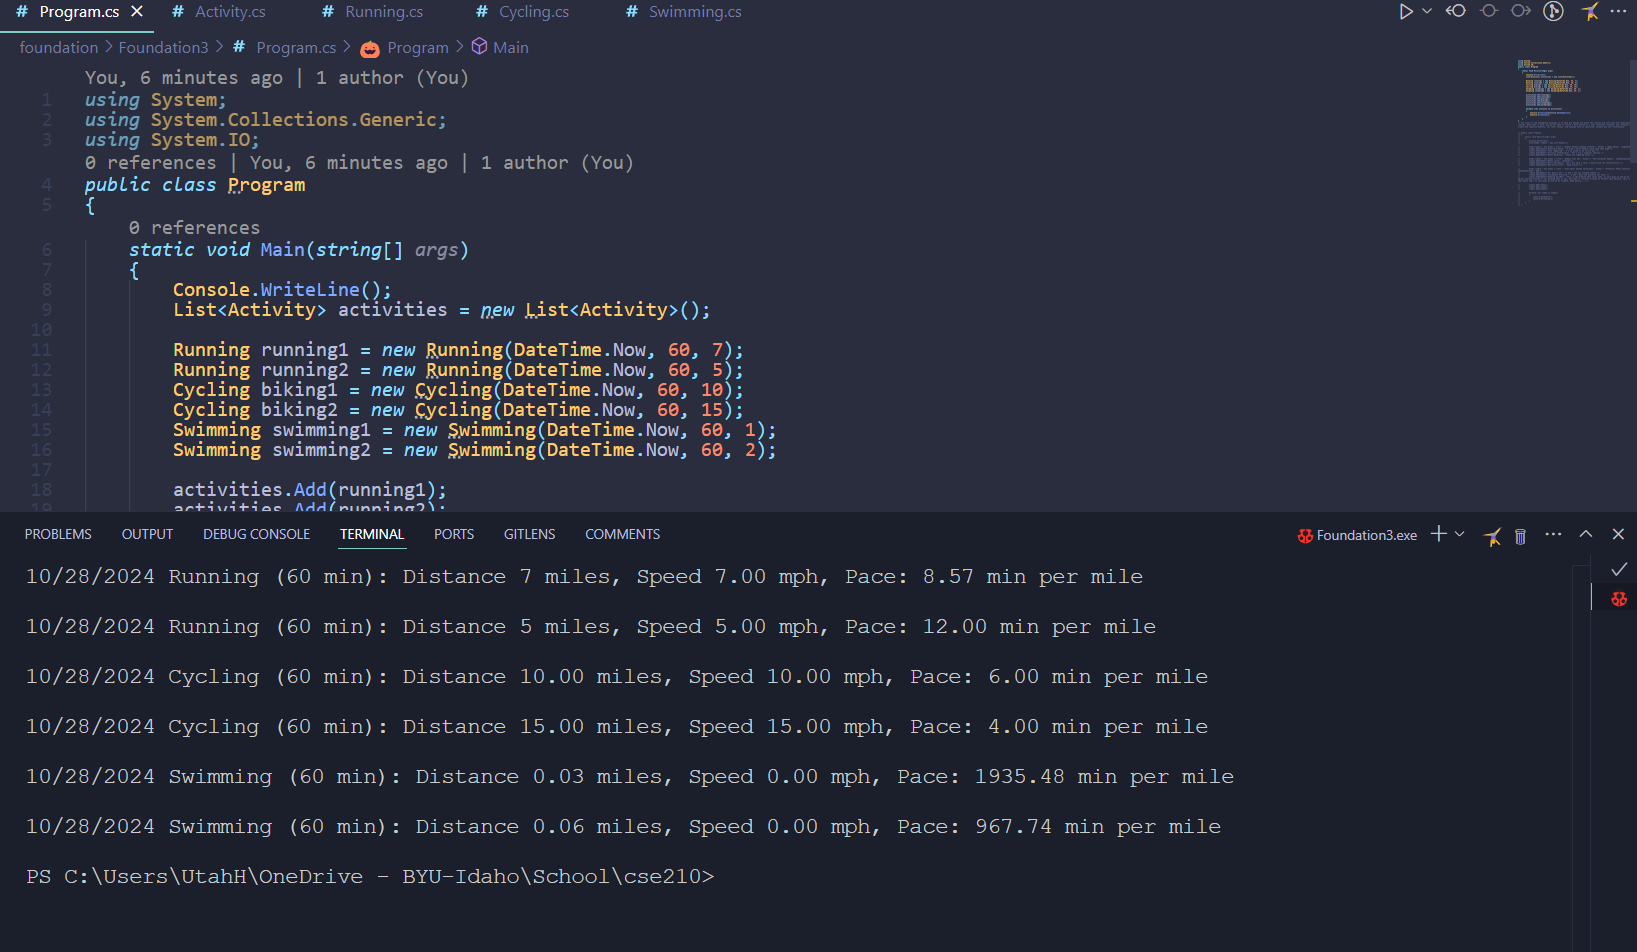 # Program.cs × # Activity.cs # Running.cs # Cycling.cs # Swimming.cs
foundation > Foundation3 > # Program.cs > Program > Main
You, 6 minutes ago | 1 author (You)
1 using System;
2 using System.Collections.Generic;
3 using System.IO;
0 references | You, 6 minutes ago | 1 author (You)
4 public class Program
5 {
0 references
6 static void Main(string[] args)
7 {
8 Console.WriteLine();
9 List<Activity> activities = new List<Activity>();
10
11 Running running1 = new Running(DateTime.Now, 60, 7);
12 Running running2 = new Running(DateTime.Now, 60, 5);
13 Cycling biking1 = new Cycling(DateTime.Now, 60, 10);
14 Cycling biking2 = new Cycling(DateTime.Now, 60, 15);
15 Swimming swimming1 = new Swimming(DateTime.Now, 60, 1);
16 Swimming swimming2 = new Swimming(DateTime.Now, 60, 2);
17
18 activities.Add(running1);
19 activities.Add(running2);
PROBLEMS OUTPUT DEBUG CONSOLE TERMINAL PORTS GITLENS COMMENTS Foundation3.exe
10/28/2024 Running (60 min): Distance 7 miles, Speed 7.00 mph, Pace: 8.57 min per mile
10/28/2024 Running (60 min): Distance 5 miles, Speed 5.00 mph, Pace: 12.00 min per mile
10/28/2024 Cycling (60 min): Distance 10.00 miles, Speed 10.00 mph, Pace: 6.00 min per mile
10/28/2024 Cycling (60 min): Distance 15.00 miles, Speed 15.00 mph, Pace: 4.00 min per mile
10/28/2024 Swimming (60 min): Distance 0.03 miles, Speed 0.00 mph, Pace: 1935.48 min per mile
10/28/2024 Swimming (60 min): Distance 0.06 miles, Speed 0.00 mph, Pace: 967.74 min per mile
PS C:\Users\UtahH\OneDrive - BYU-Idaho\School\cse210>